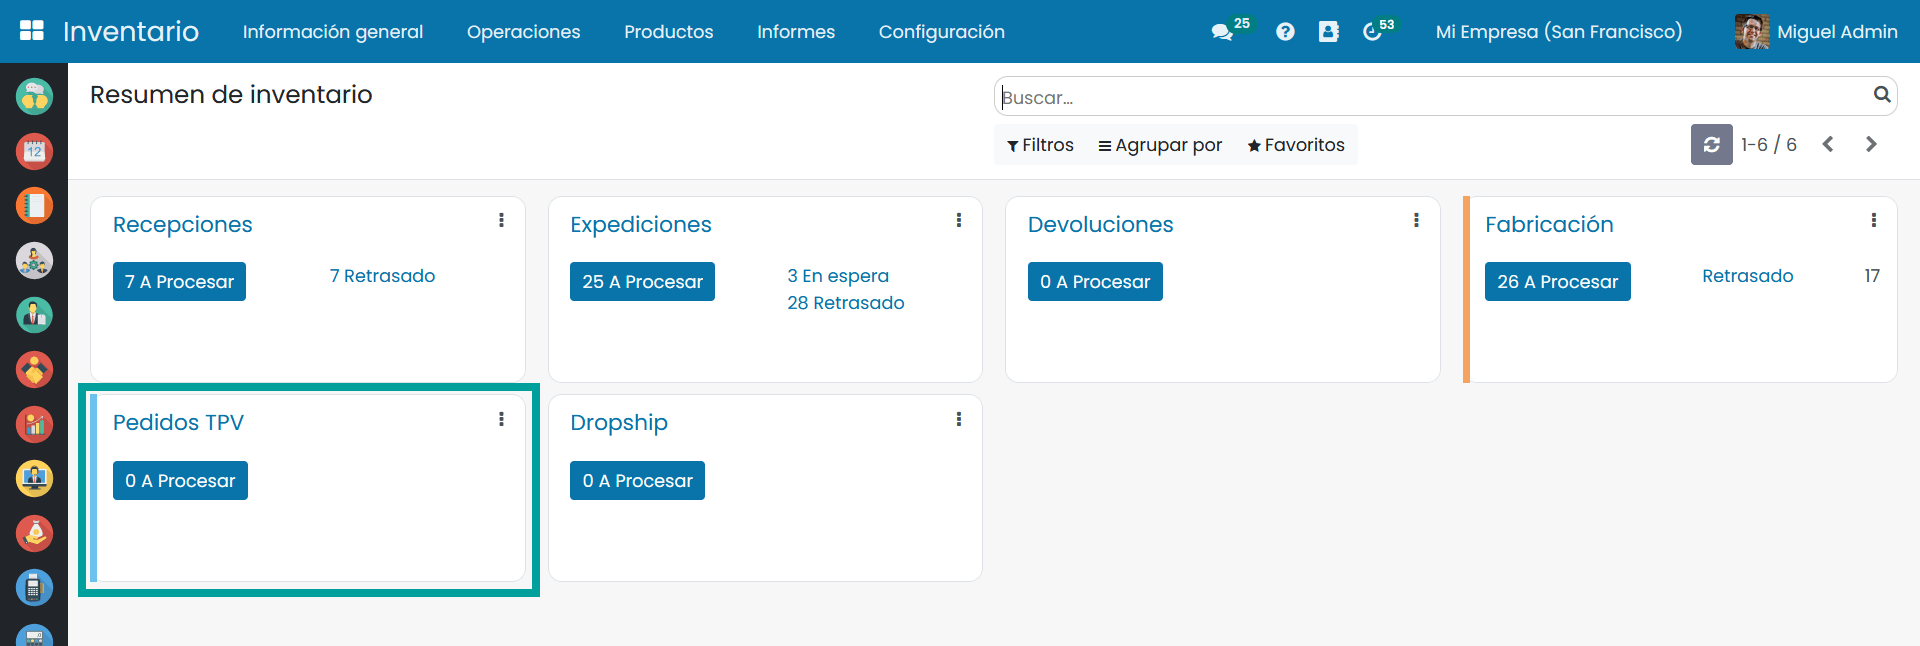 Inventario Información general Operaciones Productos Informes Configuración 25 53 Mi Empresa (San Francisco) Miguel Admin
Resumen de inventario
Buscar...
Filtros Agrupar por Favoritos 1-6 / 6
12
Recepciones
7 A Procesar 7 Retrasado
Expediciones
25 A Procesar 3 En espera
28 Retrasado
Devoluciones
0 A Procesar
Fabricación
26 A Procesar Retrasado 17
Pedidos TPV
0 A Procesar
Dropship
0 A Procesar